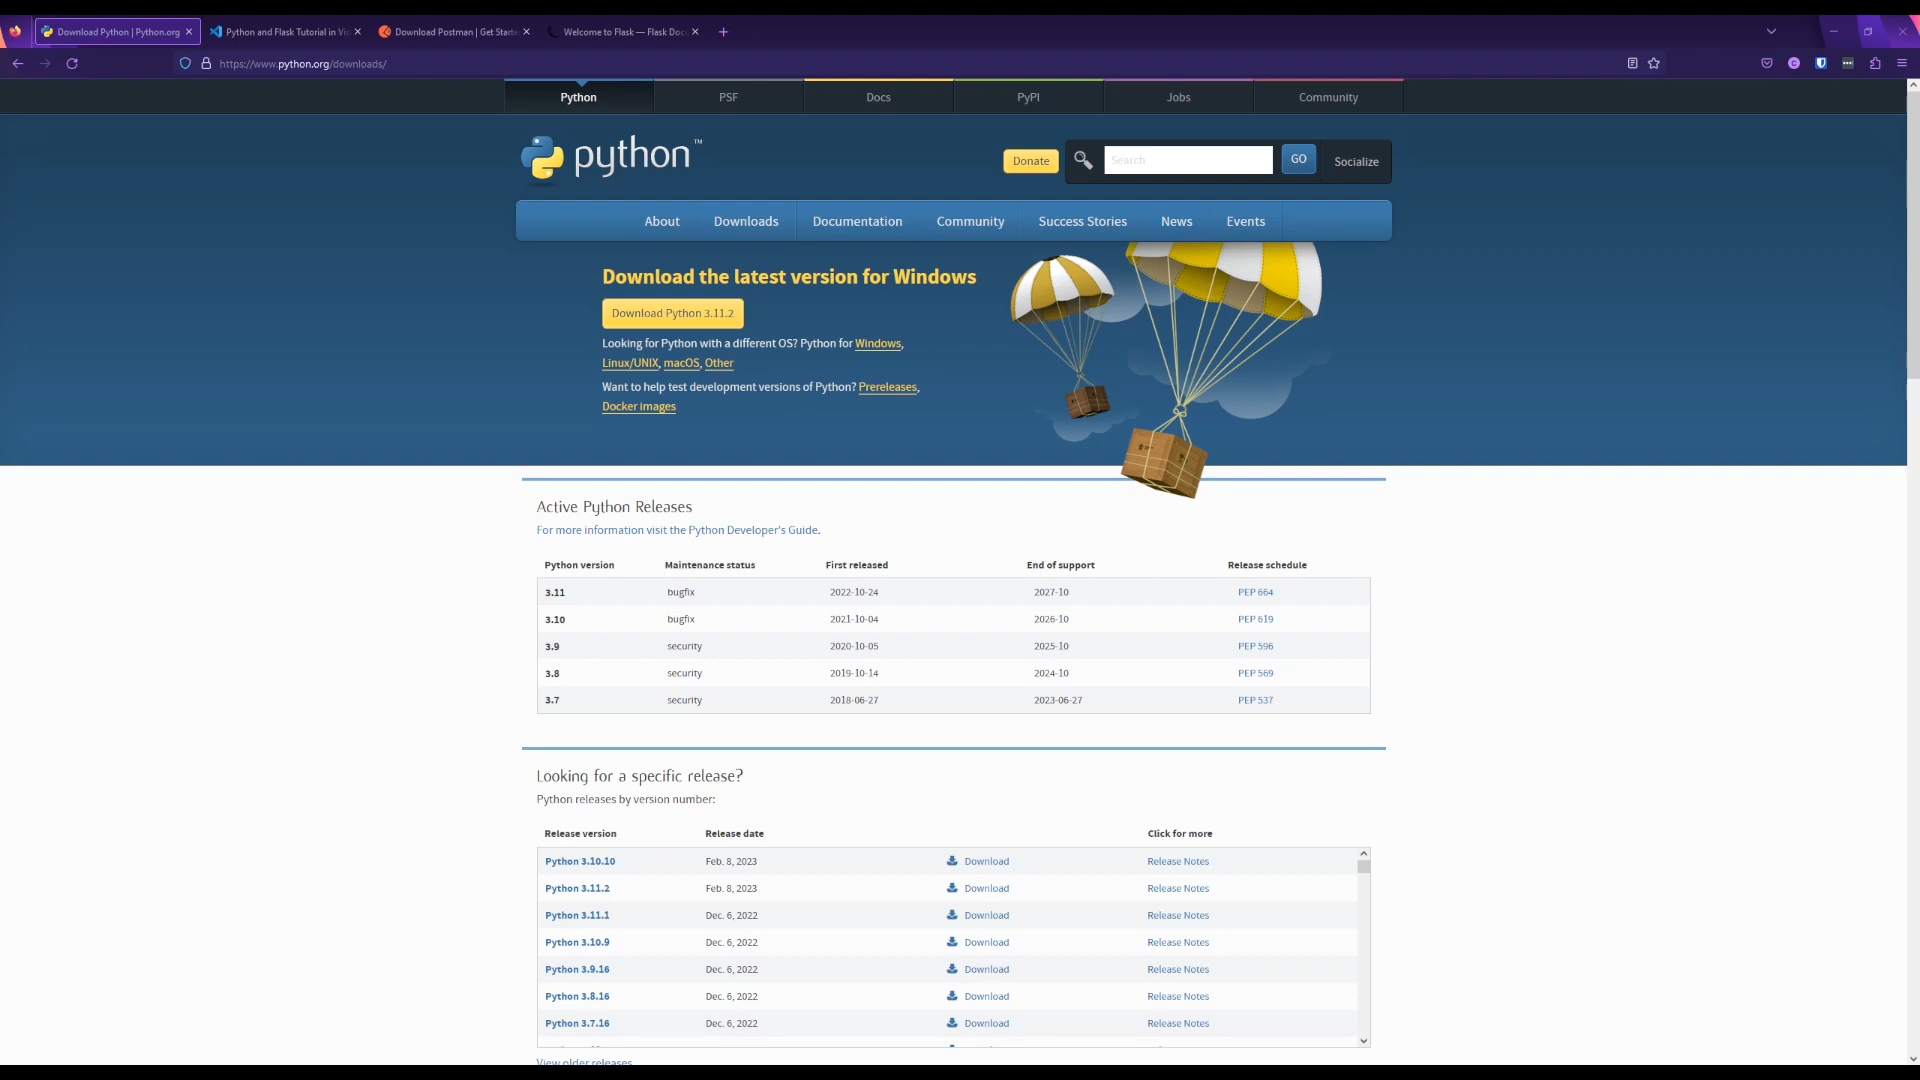 Download Python | Python.org
Python and Flask Tutorial in Vis
Download Postman | Get Starte
Welcome to Flask — Flask Docu
https://www.python.org/downloads/
Python PSF Docs PyPI Jobs Community
python™
Donate
Search
GO
Socialize
About Downloads Documentation Community Success Stories News Events
Download the latest version for Windows
Download Python 3.11.2
Looking for Python with a different OS? Python for Windows,
Linux/UNIX, macOS, Other
Want to help test development versions of Python? Prereleases,
Docker images
Active Python Releases
For more information visit the Python Developer's Guide.
Python version Maintenance status First released End of support Release schedule
3.11 bugfix 2022-10-24 2027-10 PEP 664
3.10 bugfix 2021-10-04 2026-10 PEP 619
3.9 security 2020-10-05 2025-10 PEP 596
3.8 security 2019-10-14 2024-10 PEP 569
3.7 security 2018-06-27 2023-06-27 PEP 537
Looking for a specific release?
Python releases by version number:
Release version Release date Click for more
Python 3.10.10 Feb. 8, 2023 Download Release Notes
Python 3.11.2 Feb. 8, 2023 Download Release Notes
Python 3.11.1 Dec. 6, 2022 Download Release Notes
Python 3.10.9 Dec. 6, 2022 Download Release Notes
Python 3.9.16 Dec. 6, 2022 Download Release Notes
Python 3.8.16 Dec. 6, 2022 Download Release Notes
Python 3.7.16 Dec. 6, 2022 Download Release Notes
View older releases